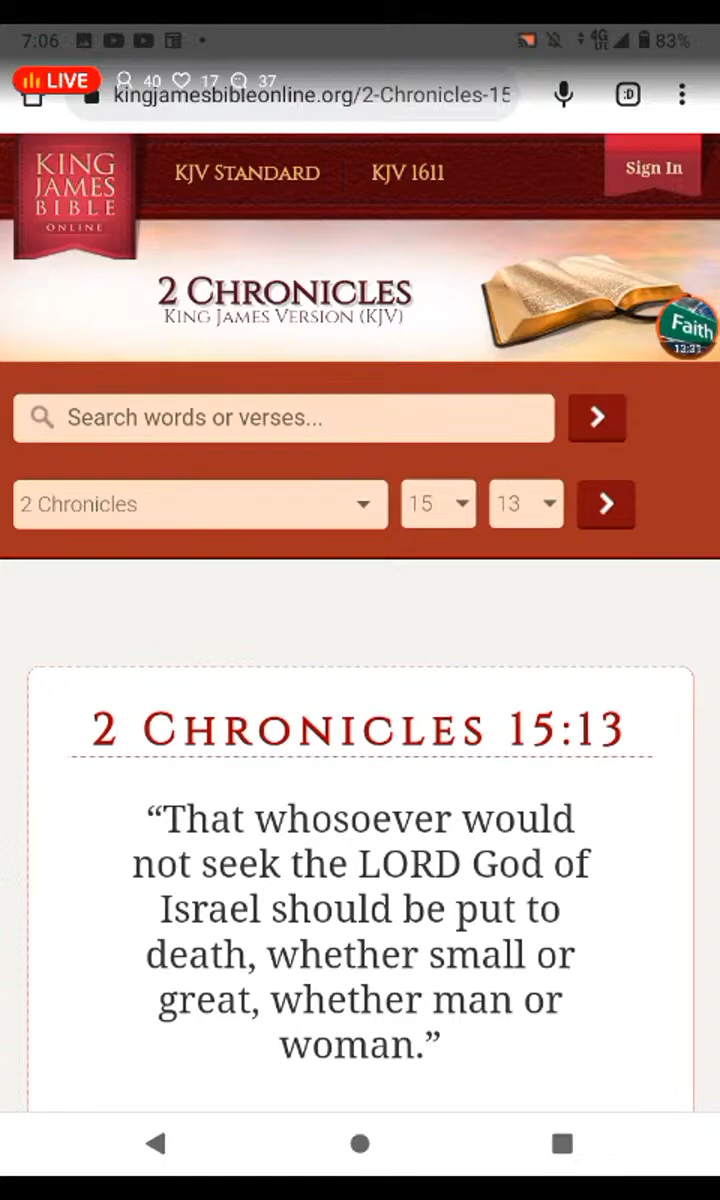 7:06
4G
LTE
83%
LIVE 40 17 37
kingjamesbibleonline.org/2-Chronicles-15
:D
KING
JAMES
BIBLE
ONLINE
KJV STANDARD
KJV 1611
Sign In
2 CHRONICLES
KING JAMES VERSION (KJV)
Faith
13:31
Search words or verses...
2 Chronicles
15
13
2 CHRONICLES 15:13
“That whosoever would
not seek the LORD God of
Israel should be put to
death, whether small or
great, whether man or
woman.”